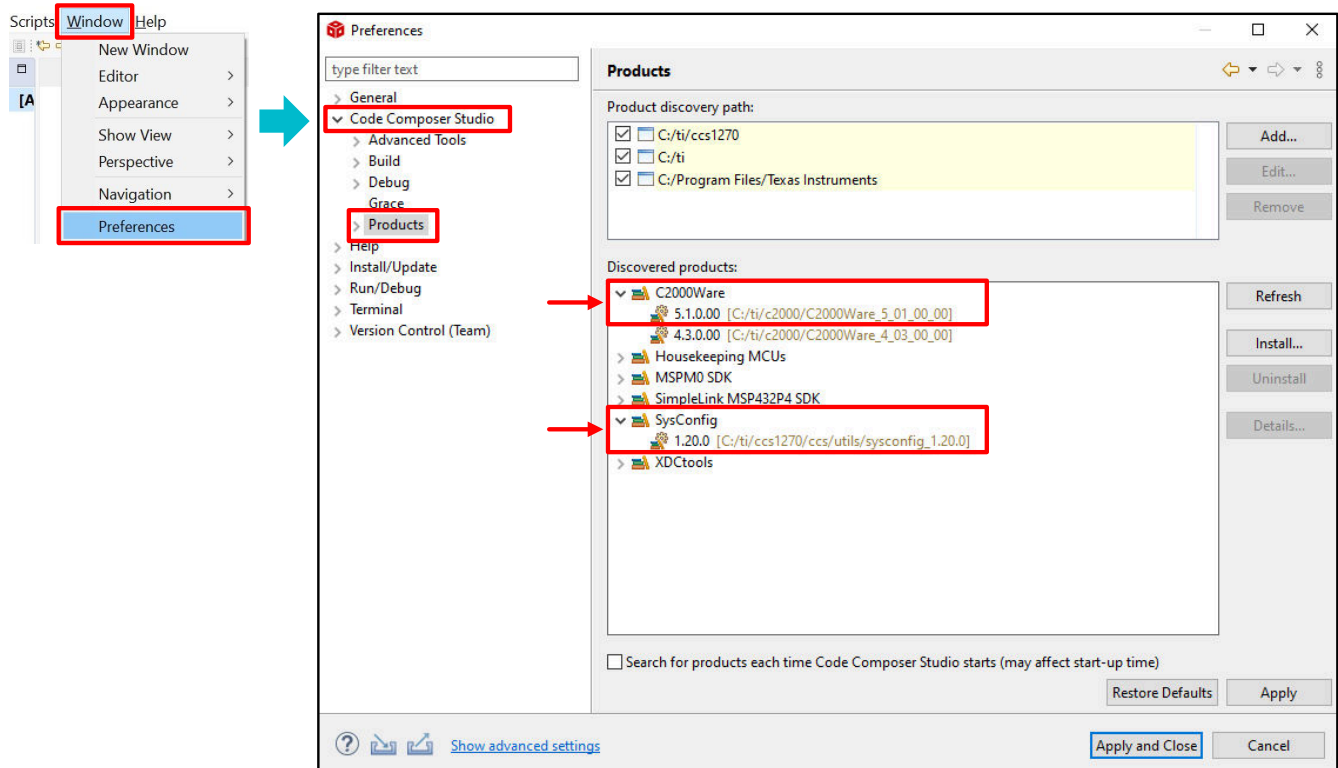 Scripts Window Help
New Window
Editor
[A
Appearance
Show View
Perspective
Navigation
Preferences
Preferences
type filter text
General
Code Composer Studio
Advanced Tools
Build
Debug
Grace
Products
Help
Install/Update
Run/Debug
Terminal
Version Control (Team)
Products
Product discovery path:
C:/ti/ccs1270
C:/ti
C:/Program Files/Texas Instruments
Add...
Edit...
Remove
Discovered products:
C2000Ware
5.1.0.00 [C:/ti/c2000/C2000Ware_5_01_00_00]
4.3.0.00 [C:/ti/c2000/C2000Ware_4_03_00_00]
Housekeeping MCUs
MSPM0 SDK
SimpleLink MSP432P4 SDK
SysConfig
1.20.0 [C:/ti/ccs1270/ccs/utils/sysconfig_1.20.0]
XDCtools
Refresh
Install...
Uninstall
Details...
Search for products each time Code Composer Studio starts (may affect start-up time)
Restore Defaults
Apply
Show advanced settings
Apply and Close
Cancel